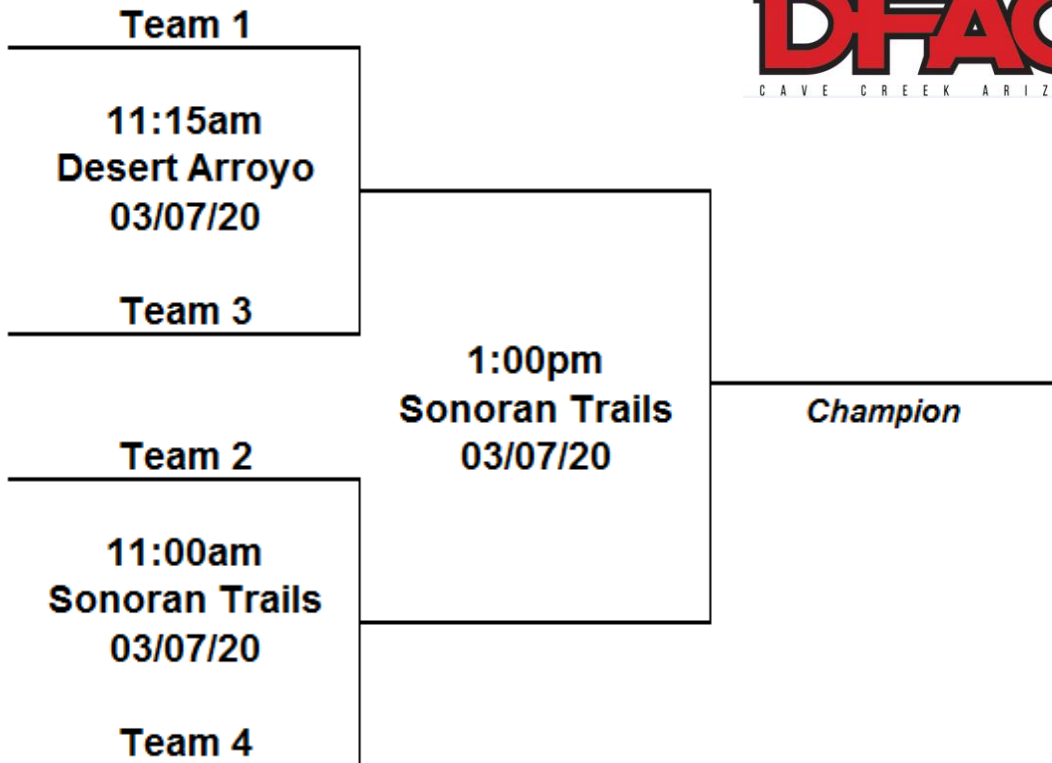 Team 1
11:15am
Desert Arroyo
03/07/20
Team 3
Team 2
11:00am
Sonoran Trails
03/07/20
Team 4
1:00pm
Sonoran Trails
03/07/20
Champion
DFAC
CAVE CREEK ARIZ